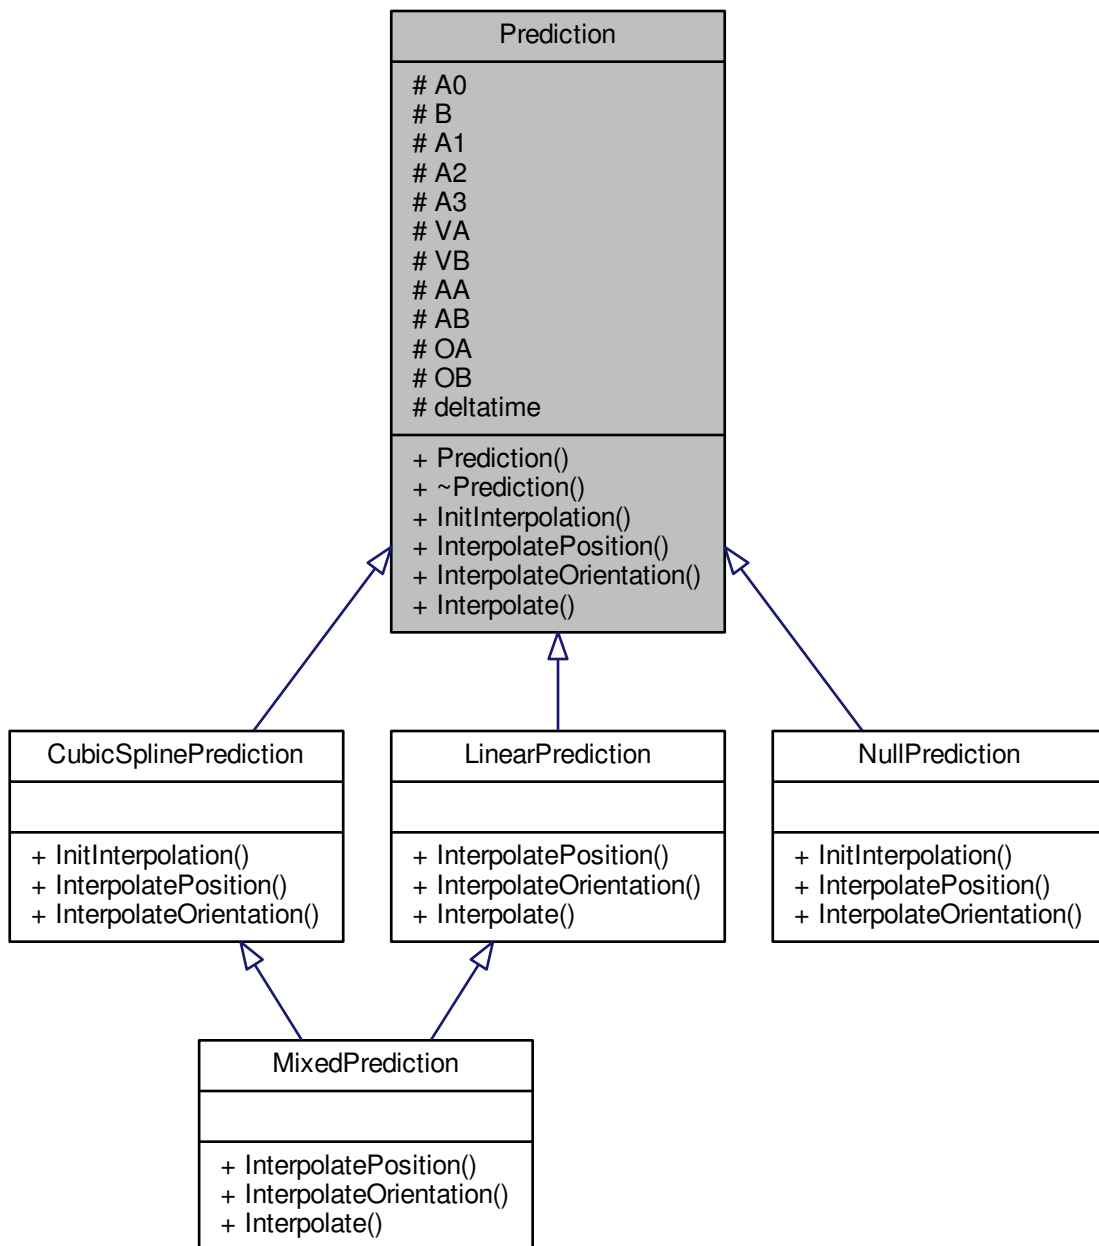 Prediction
# A0
# B
# A1
# A2
# A3
# VA
# VB
# AA
# AB
# OA
# OB
# deltatime
+ Prediction()
+ ~Prediction()
+ InitInterpolation()
+ InterpolatePosition()
+ InterpolateOrientation()
+ Interpolate()
CubicSplinePrediction
+ InitInterpolation()
+ InterpolatePosition()
+ InterpolateOrientation()
LinearPrediction
+ InterpolatePosition()
+ InterpolateOrientation()
+ Interpolate()
NullPrediction
+ InitInterpolation()
+ InterpolatePosition()
+ InterpolateOrientation()
MixedPrediction
+ InterpolatePosition()
+ InterpolateOrientation()
+ Interpolate()